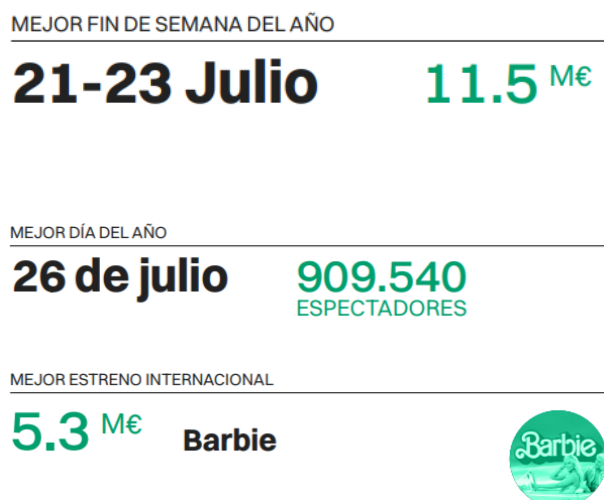 MEJOR FIN DE SEMANA DEL AÑO
21-23 Julio 11.5 M€
MEJOR DÍA DEL AÑO
26 de julio 909.540
ESPECTADORES
MEJOR ESTRENO INTERNACIONAL
5.3 M€ Barbie
Barbie